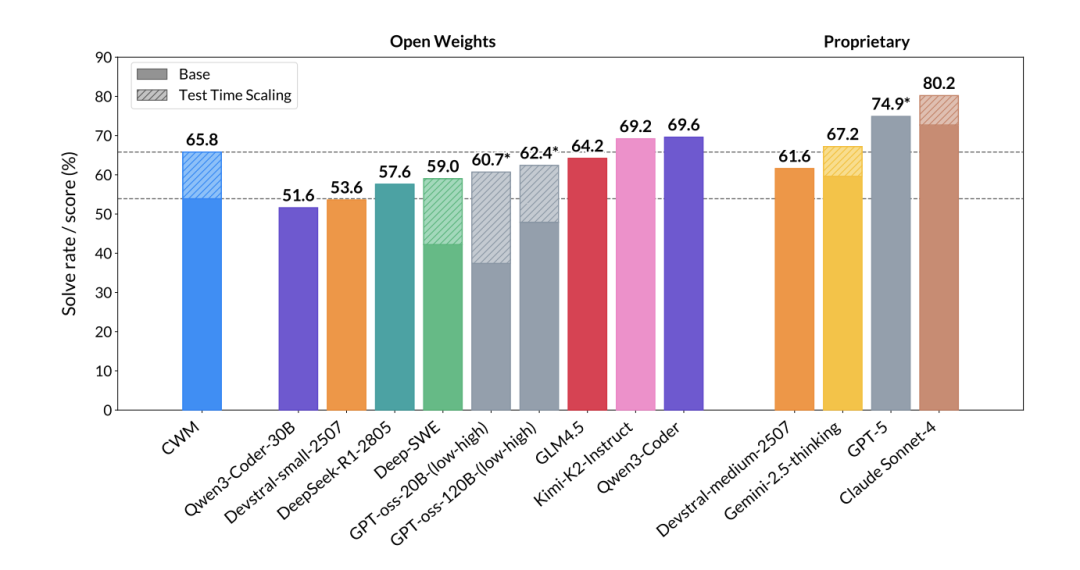 Open Weights
Proprietary
Base
Test Time Scaling
Solve rate / score (%)
90
80
70
60
50
40
30
20
10
0
65.8
51.6
53.6
57.6
59.0
60.7*
62.4*
64.2
69.2
69.6
61.6
67.2
74.9*
80.2
CWM
Qwen3-Coder-30B
Devstral-small-2507
DeepSeek-R1-2805
Deep-SWE
GPT-oss-20B-(low-high)
GPT-oss-120B-(low-high)
GLM4.5
Kimi-K2-Instruct
Qwen3-Coder
Devstral-medium-2507
Gemini-2.5-thinking
GPT-5
Claude Sonnet-4